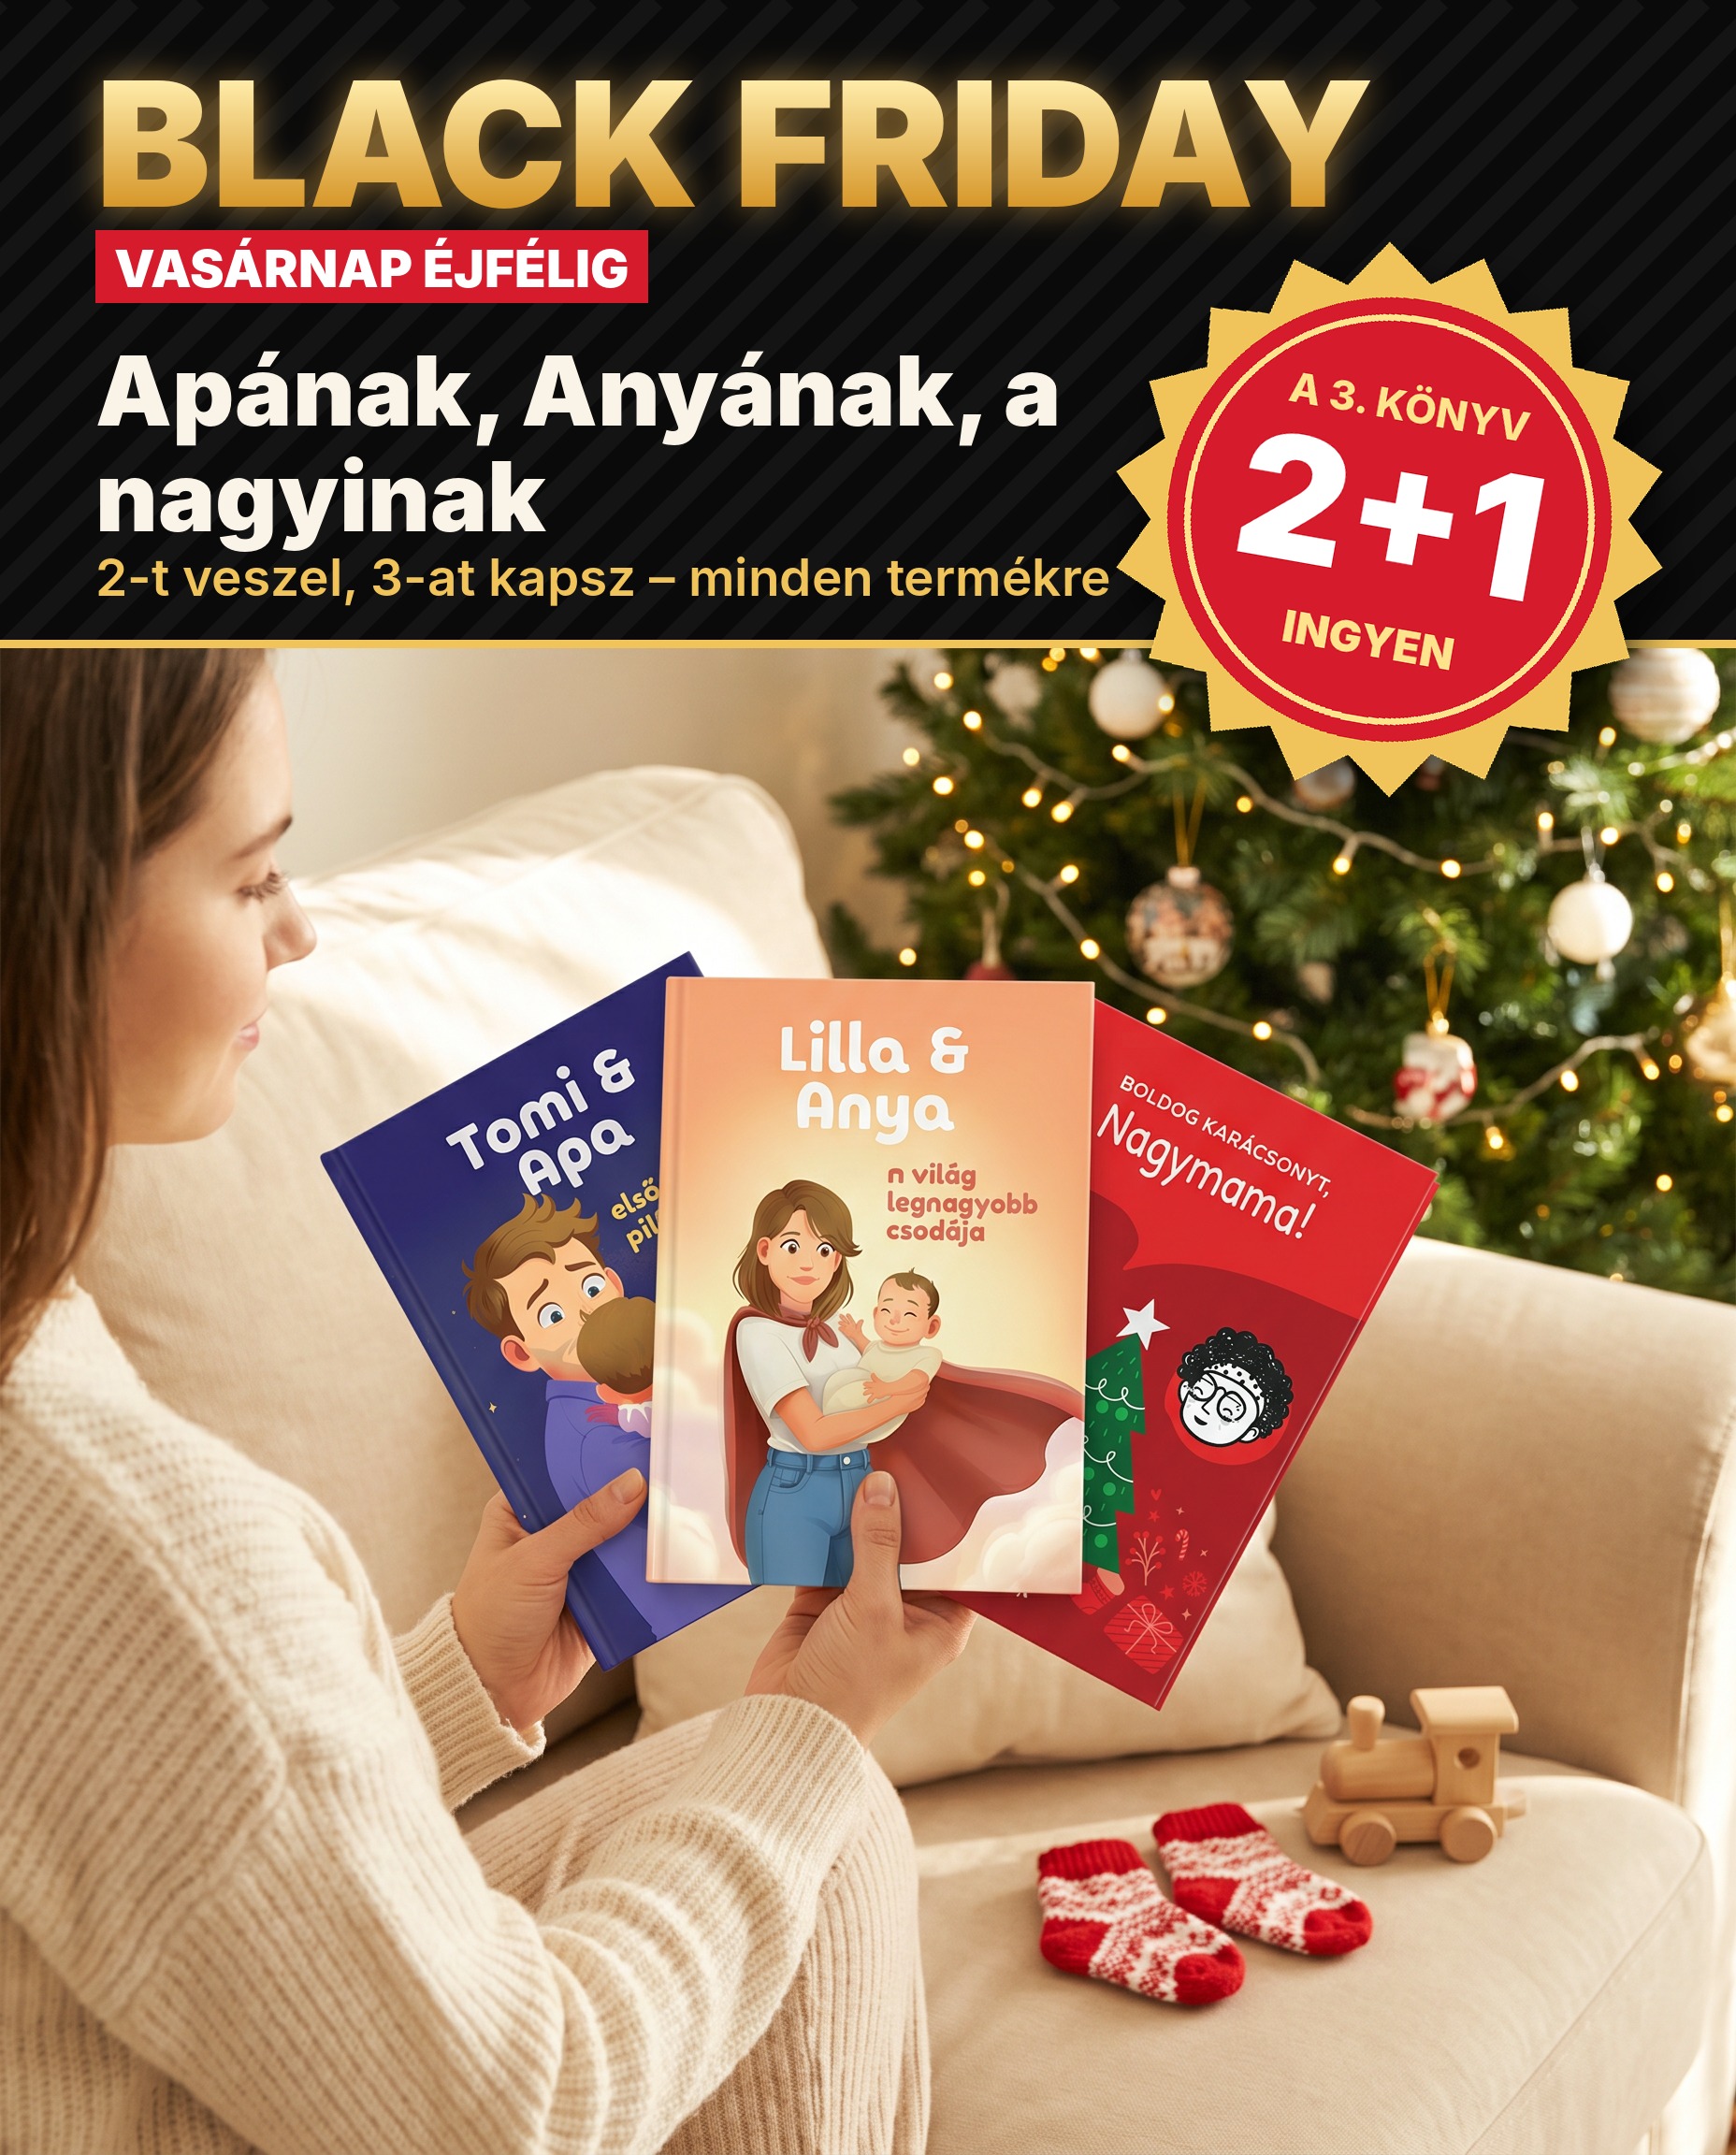 BLACK FRIDAY
VASÁRNAP ÉJFÉLIG
Apának, Anyának, a
nagyinak
2-t veszel, 3-at kapsz – minden termékre
A 3. KÖNYV
2+1
INGYEN
Tomi &
Apa
első
Lilla &
Anya
n világ
legnagyobb
csodája
BOLDOG KARÁCSONYT,
Nagymama!